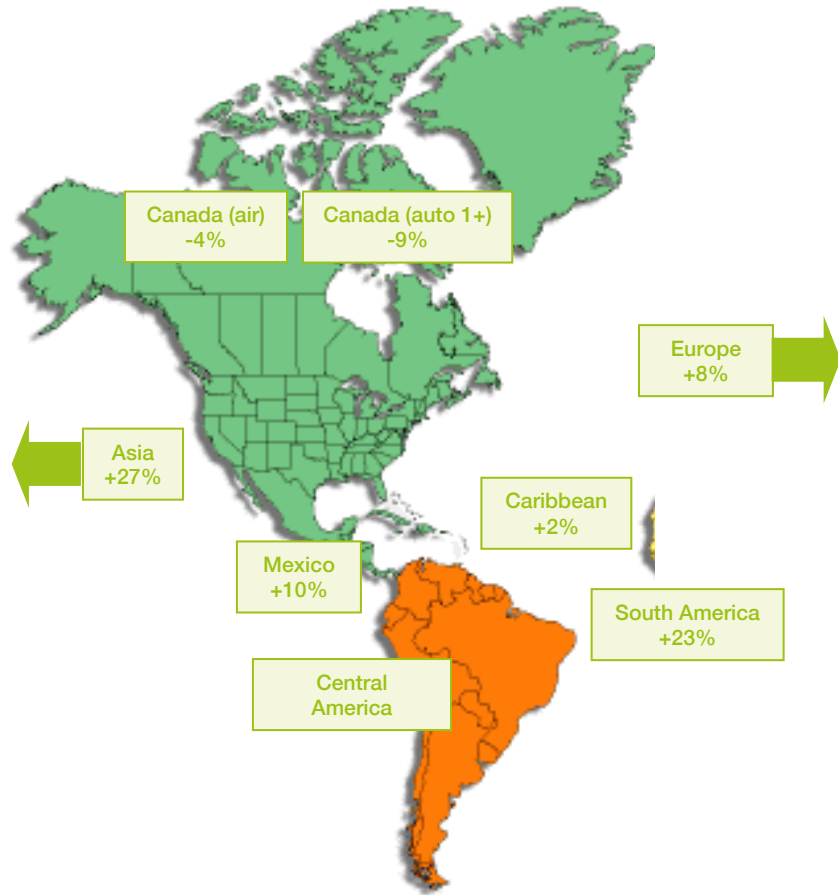 Canada (air)
-4%
Canada (auto 1+)
-9%
Europe
+8%
Asia
+27%
Caribbean
+2%
Mexico
+10%
South America
+23%
Central
America